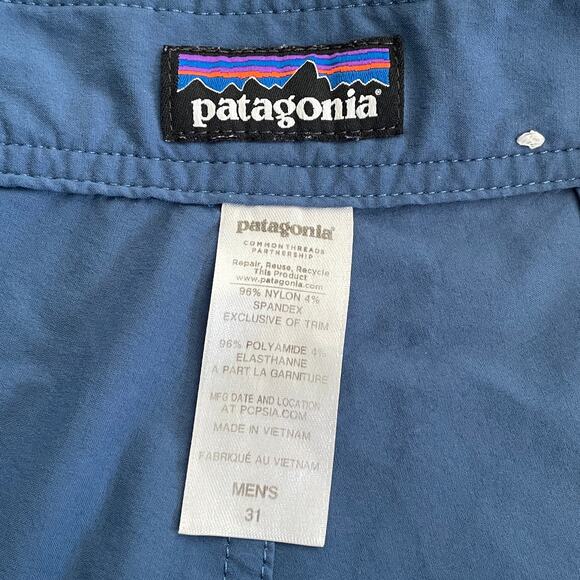 patagonia®
patagonia®
COMMONTHREADS
PARTNERSHIP
Repair, Reuse, Recycle
This Product
www.patagonia.com
96% NYLON 4%
SPANDEX
EXCLUSIVE OF TRIM
96% POLYAMIDE 4%
ELASTHANNE
A PART LA GARNITURE
MFG DATE AND LOCATION
AT PCPSIA.COM
MADE IN VIETNAM
FABRIQUÉ AU VIETNAM
MEN'S
31